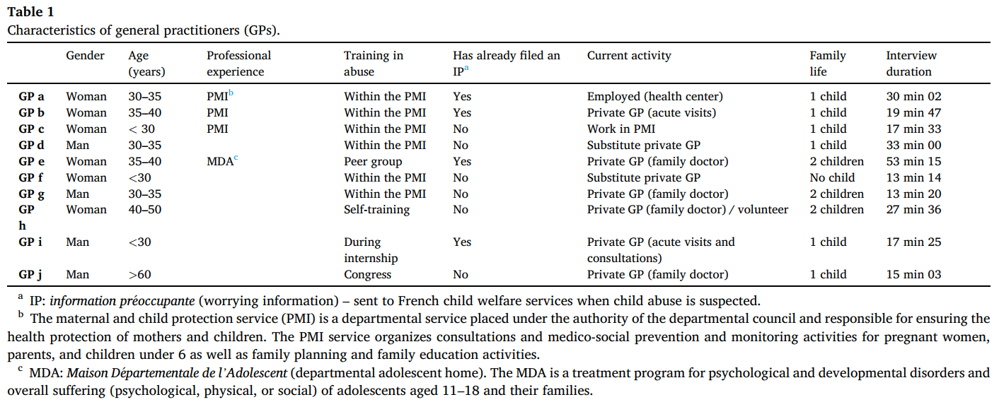 Table 1
Characteristics of general practitioners (GPs).
Gender Age (years) Professional experience Training in abuse Has already filed an IPa Current activity Family life Interview duration
GP a Woman 30–35 PMIb Within the PMI Yes Employed (health center) 1 child 30 min 02
GP b Woman 35–40 PMI Within the PMI Yes Private GP (acute visits) 1 child 19 min 47
GP c Woman < 30 PMI Within the PMI No Work in PMI 1 child 17 min 33
GP d Man 30–35 Within the PMI No Substitute private GP 1 child 33 min 00
GP e Woman 35–40 MDAc Peer group Yes Private GP (family doctor) 2 children 53 min 15
GP f Woman <30 Within the PMI No Substitute private GP No child 13 min 14
GP g Man 30–35 Within the PMI No Private GP (family doctor) 2 children 13 min 20
GP h Woman 40–50 Self-training No Private GP (family doctor) / volunteer 2 children 27 min 36
GP i Man <30 During internship Yes Private GP (acute visits and consultations) 1 child 17 min 25
GP j Man >60 Congress No Private GP (family doctor) 1 child 15 min 03
a IP: information préoccupante (worrying information) – sent to French child welfare services when child abuse is suspected.
b The maternal and child protection service (PMI) is a departmental service placed under the authority of the departmental council and responsible for ensuring the
health protection of mothers and children. The PMI service organizes consultations and medico-social prevention and monitoring activities for pregnant women,
parents, and children under 6 as well as family planning and family education activities.
c MDA: Maison Départementale de l'Adolescent (departmental adolescent home). The MDA is a treatment program for psychological and developmental disorders and
overall suffering (psychological, physical, or social) of adolescents aged 11–18 and their families.